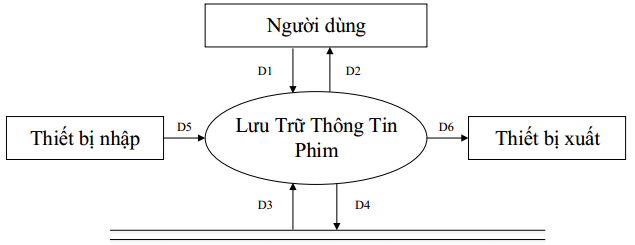 Người dùng
D1
D2
Thiết bị nhập
D5
Lưu Trữ Thông Tin
Phim
D6
Thiết bị xuất
D3
D4